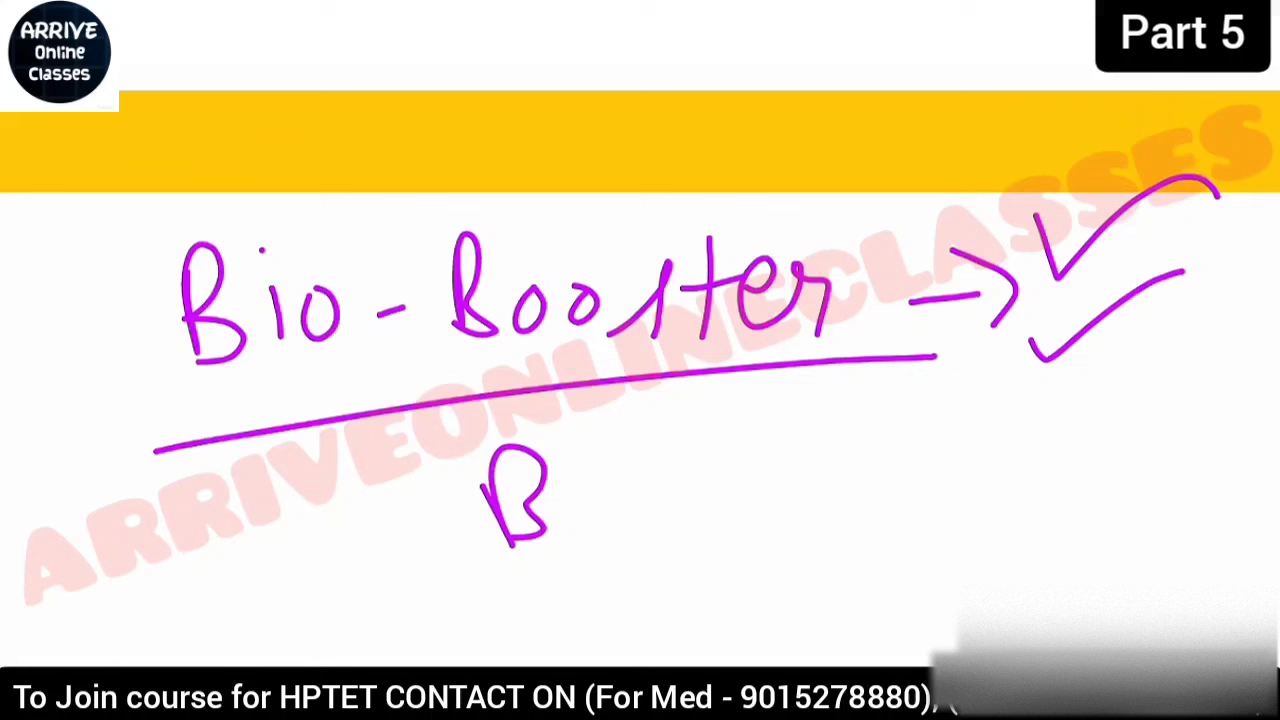 ARRIVE
Online
Classes
Part 5
Bio-Booster →
B
ARRIVEONLINECLASSES
To Join course for HPTET CONTACT ON (For Med - 9015278880), (